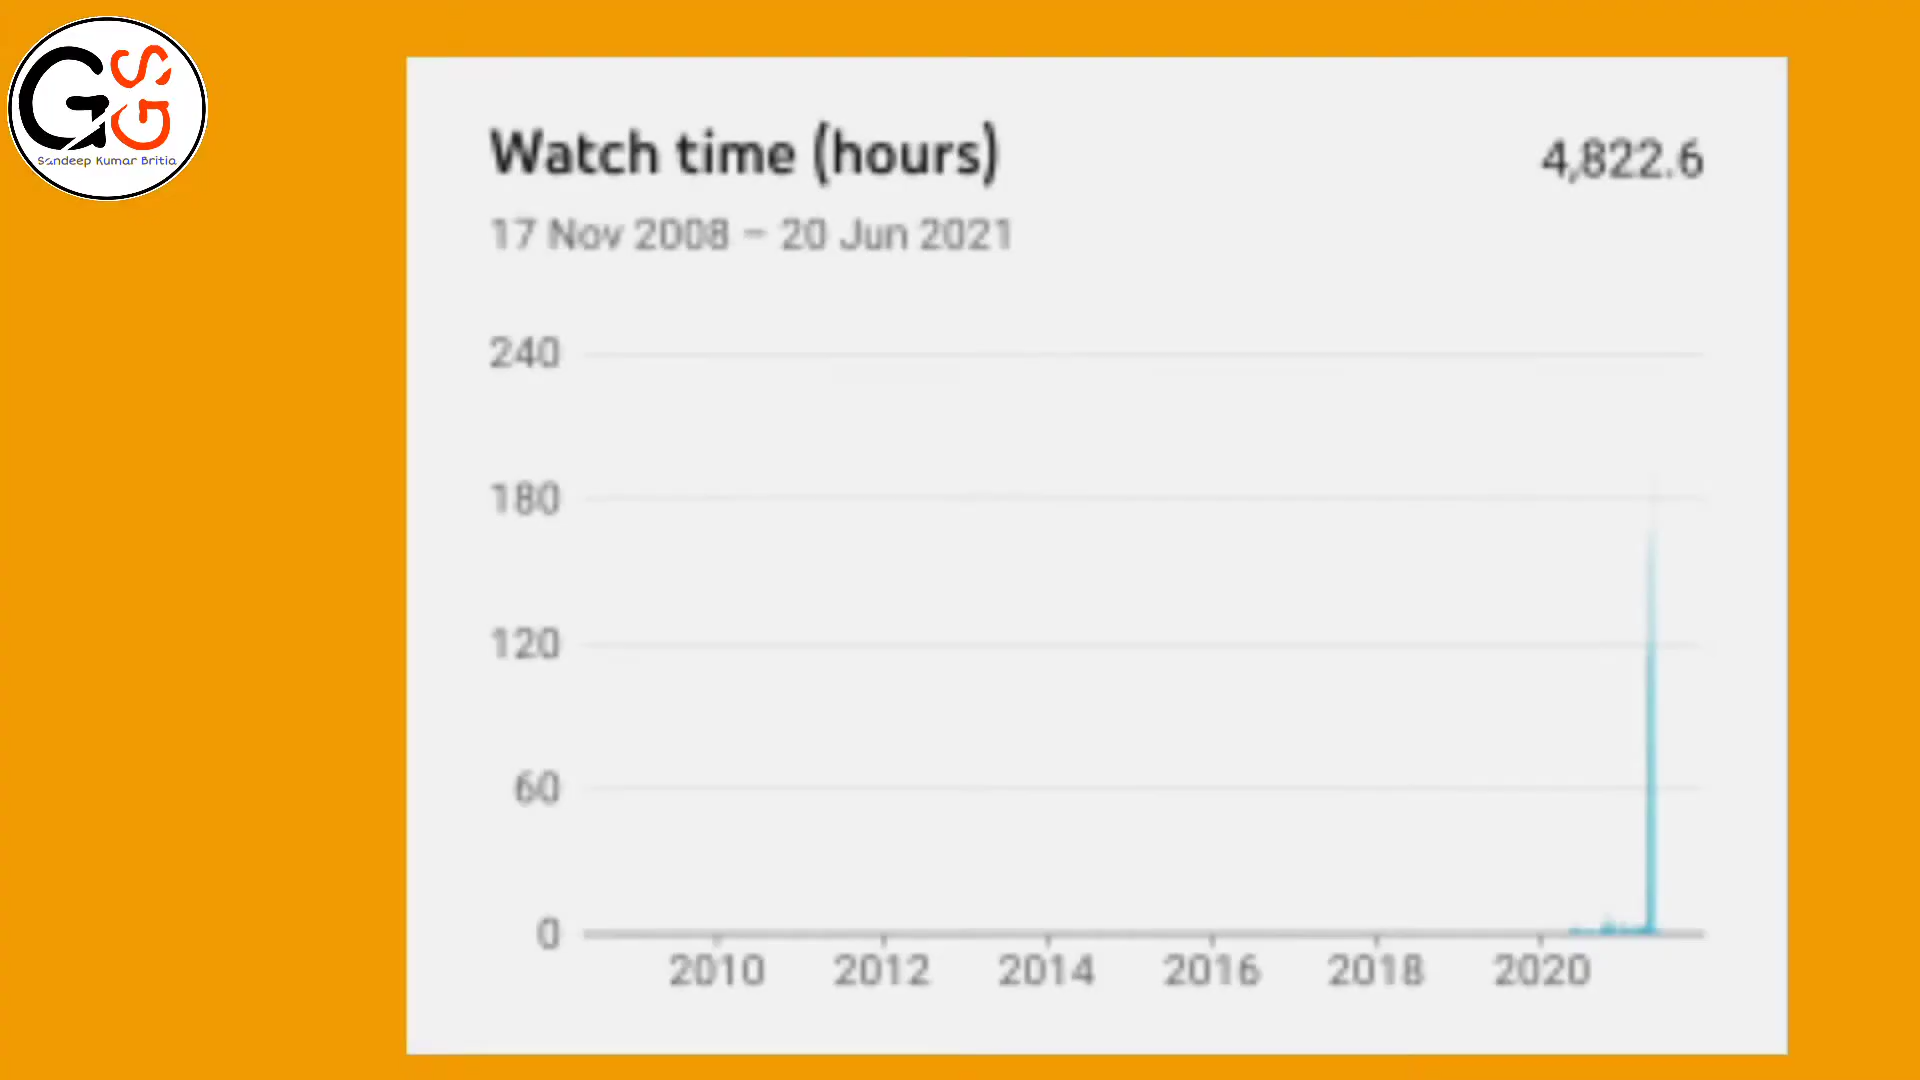 GSG
Sandeep Kumar Britia
Watch time (hours)
4,822.6
17 Nov 2008 – 20 Jun 2021
240
180
120
60
0
2010 2012 2014 2016 2018 2020